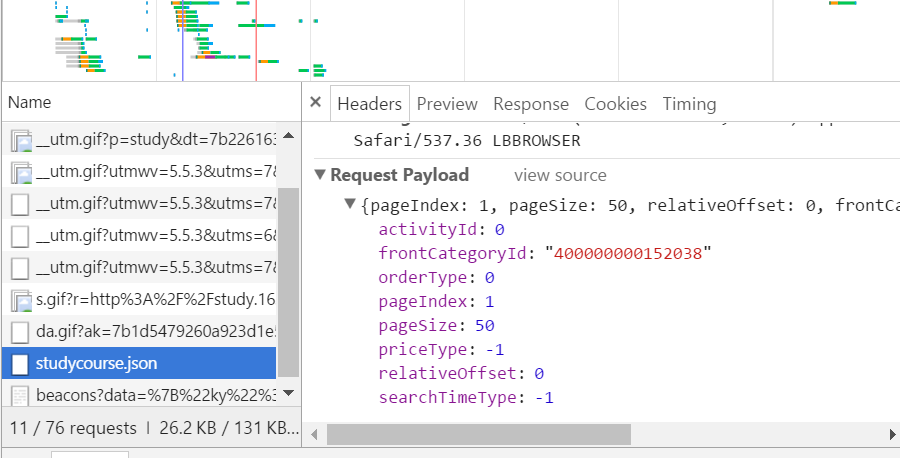 Name
× Headers Preview Response Cookies Timing
Safari/537.36 LBBROWSER
__utm.gif?p=study&dt=7b226163
__utm.gif?utmwv=5.5.3&utms=7&
__utm.gif?utmwv=5.5.3&utms=7&
__utm.gif?utmwv=5.5.3&utms=6&
__utm.gif?utmwv=5.5.3&utms=7&
s.gif?r=http%3A%2F%2Fstudy.16
da.gif?ak=7b1d5479260a923d1e5
studycourse.json
beacons?data=%7B%22ky%22%3
11 / 76 requests | 26.2 KB / 131 KB...
▼ Request Payload view source
▼ {pageIndex: 1, pageSize: 50, relativeOffset: 0, frontCa
activityId: 0
frontCategoryId: "400000000152038"
orderType: 0
pageIndex: 1
pageSize: 50
priceType: -1
relativeOffset: 0
searchTimeType: -1